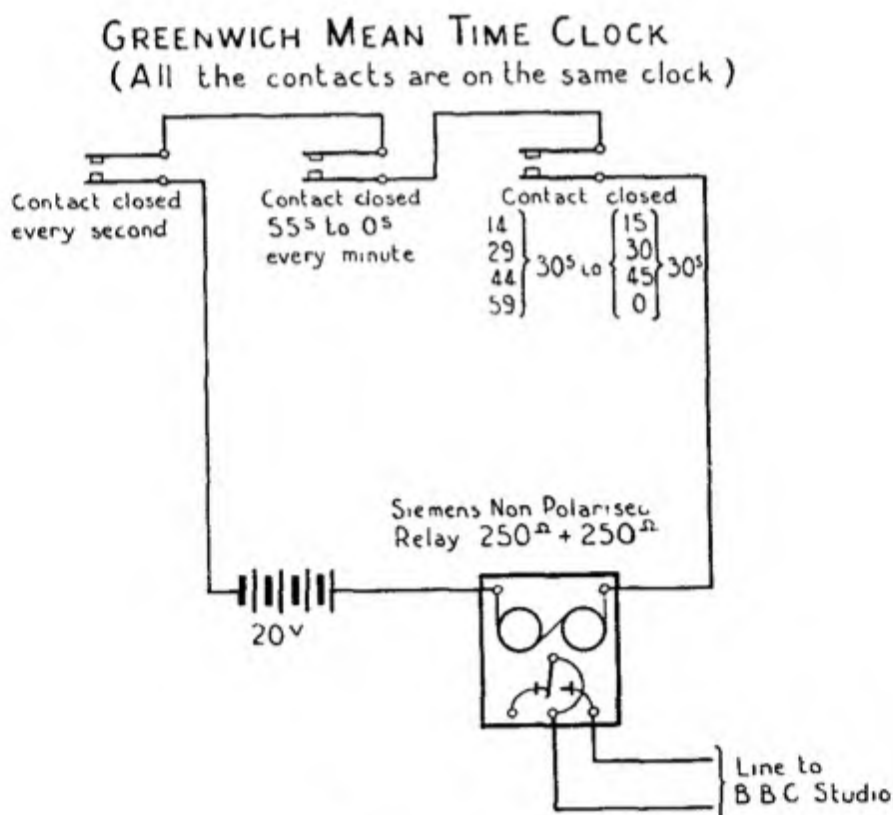 GREENWICH MEAN TIME CLOCK
(All the contacts are on the same clock)
Contact closed
every second
Contact closed
55s to 0s
every minute
Contact closed
14
29
44
59
30s to
15
30
45
0
30s
Siemens Non Polarised
Relay 250Ω + 250Ω
20v
Line to
BBC Studio